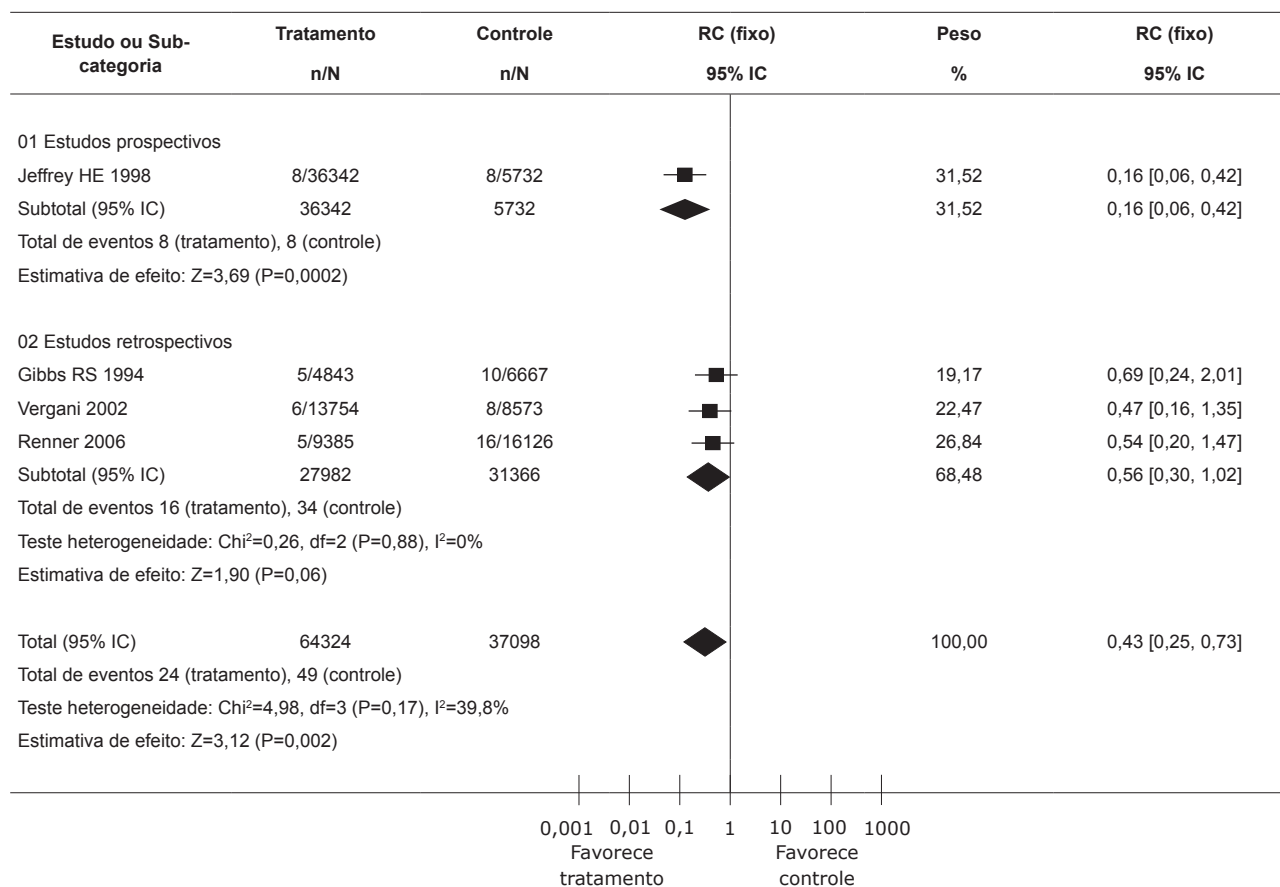 Estudo ou Sub-categoria Tratamento Controle RC (fixo) Peso RC (fixo)
n/N n/N 95% IC % 95% IC
01 Estudos prospectivos
Jeffrey HE 1998 8/36342 8/5732 31,52 0,16 [0,06, 0,42]
Subtotal (95% IC) 36342 5732 31,52 0,16 [0,06, 0,42]
Total de eventos 8 (tratamento), 8 (controle)
Estimativa de efeito: Z=3,69 (P=0,0002)
02 Estudos retrospectivos
Gibbs RS 1994 5/4843 10/6667 19,17 0,69 [0,24, 2,01]
Vergani 2002 6/13754 8/8573 22,47 0,47 [0,16, 1,35]
Renner 2006 5/9385 16/16126 26,84 0,54 [0,20, 1,47]
Subtotal (95% IC) 27982 31366 68,48 0,56 [0,30, 1,02]
Total de eventos 16 (tratamento), 34 (controle)
Teste heterogeneidade: Chi²=0,26, df=2 (P=0,88), I²=0%
Estimativa de efeito: Z=1,90 (P=0,06)
Total (95% IC) 64324 37098 100,00 0,43 [0,25, 0,73]
Total de eventos 24 (tratamento), 49 (controle)
Teste heterogeneidade: Chi²=4,98, df=3 (P=0,17), I²=39,8%
Estimativa de efeito: Z=3,12 (P=0,002)
0,001 0,01 0,1 1 10 100 1000
Favorece Favorece
tratamento controle